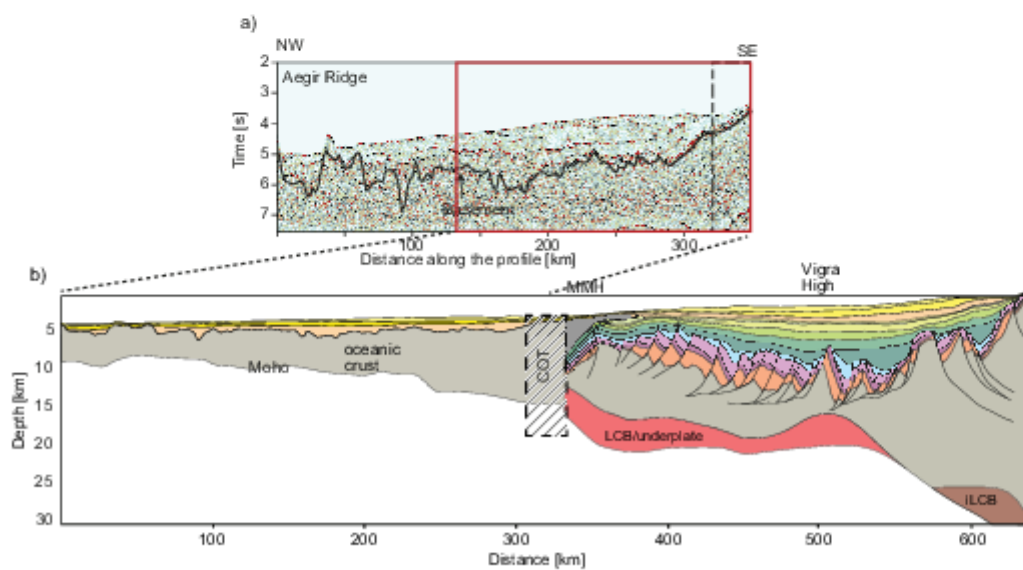 a)
NW
SE
Aegir Ridge
Time [s]
2
3
4
5
6
7
Basement
100
200
300
Distance along the profile [km]
b)
MMH
Vigra
High
Depth [km]
5
10
15
20
25
30
Moho
oceanic
crust
COT
LCB/underplate
iLCB
100
200
300
400
500
600
Distance [km]